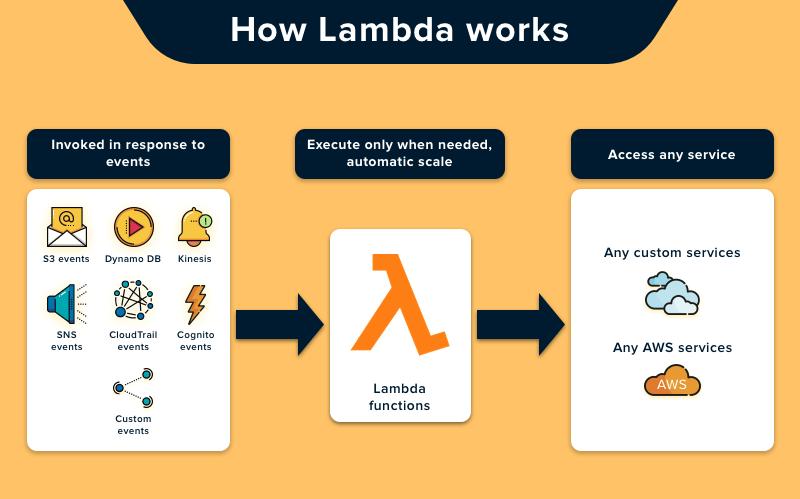 How Lambda works
Invoked in response to
events
Execute only when needed,
automatic scale
Access any service
@
S3 events
Dynamo DB
Kinesis
SNS
events
CloudTrail
events
Cognito
events
Custom
events
λ
Lambda
functions
Any custom services
Any AWS services
AWS